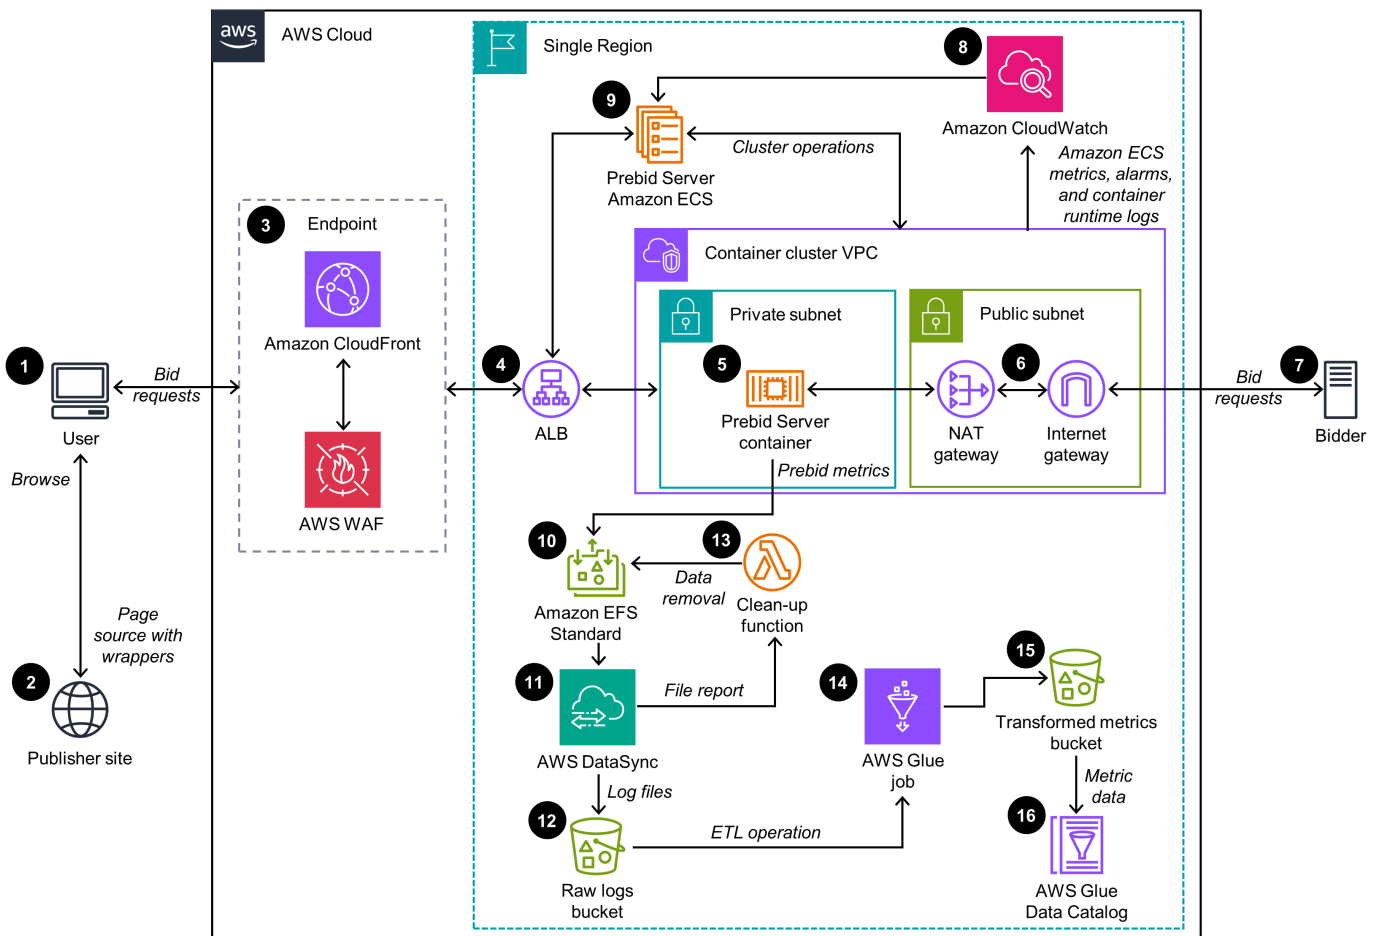 aws
AWS Cloud
Single Region
8
Amazon CloudWatch
9
Prebid Server
Amazon ECS
Cluster operations
Amazon ECS
metrics, alarms,
and container
runtime logs
3
Endpoint
Amazon CloudFront
AWS WAF
Container cluster VPC
Private subnet
Public subnet
1
User
Bid
requests
4
ALB
5
Prebid Server
container
Prebid metrics
6
NAT
gateway
Internet
gateway
Bid
requests
7
Bidder
Browse
Page
source with
wrappers
2
Publisher site
10
Amazon EFS
Standard
13
Data
removal
Clean-up
function
11
AWS DataSync
File report
Log files
12
Raw logs
bucket
ETL operation
14
AWS Glue
job
15
Transformed metrics
bucket
Metric
data
16
AWS Glue
Data Catalog